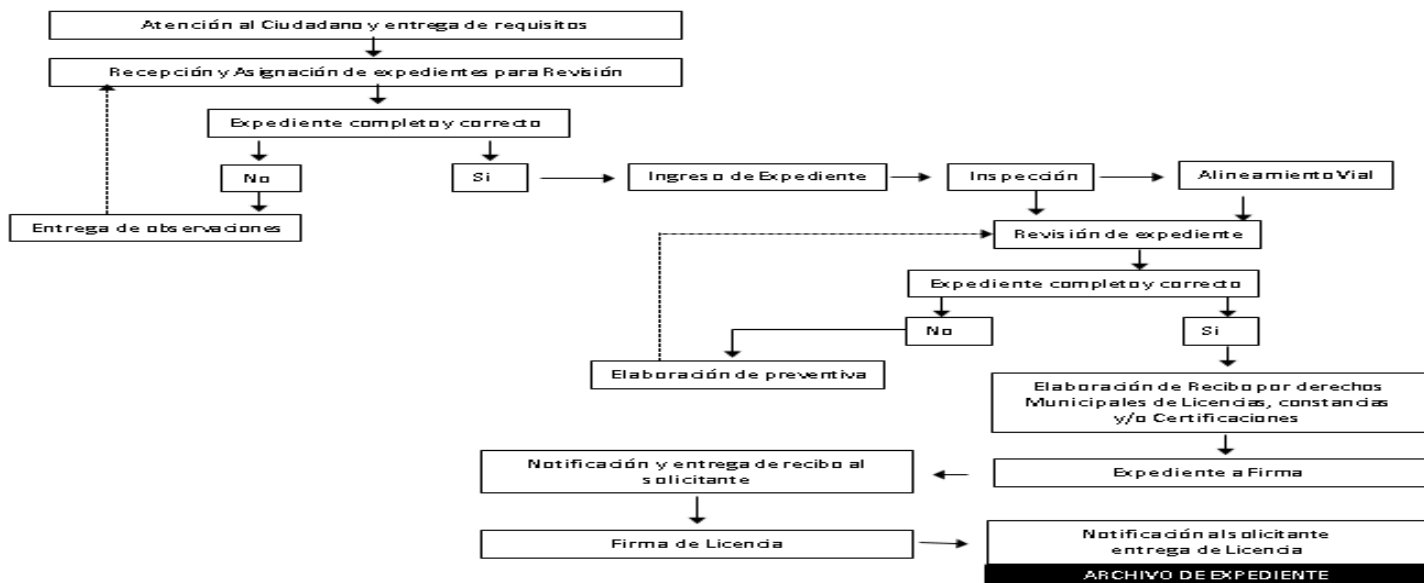 Atención al Ciudadano y entrega de requisitos
Recepción y Asignación de expedientes para Revisión
Expediente completo y correcto
No
Si
Ingreso de Expediente
Inspección
Alineamiento Vial
Entrega de observaciones
Revisión de expediente
Expediente completo y correcto
No
Si
Elaboración de preventiva
Elaboración de Recibo por derechos
Municipales de Licencias, constancias
y/o Certificaciones
Notificación y entrega de recibo al
solicitante
Expediente a Firma
Firma de Licencia
Notificación al solicitante
entrega de Licencia
ARCHIVO DE EXPEDIENTE